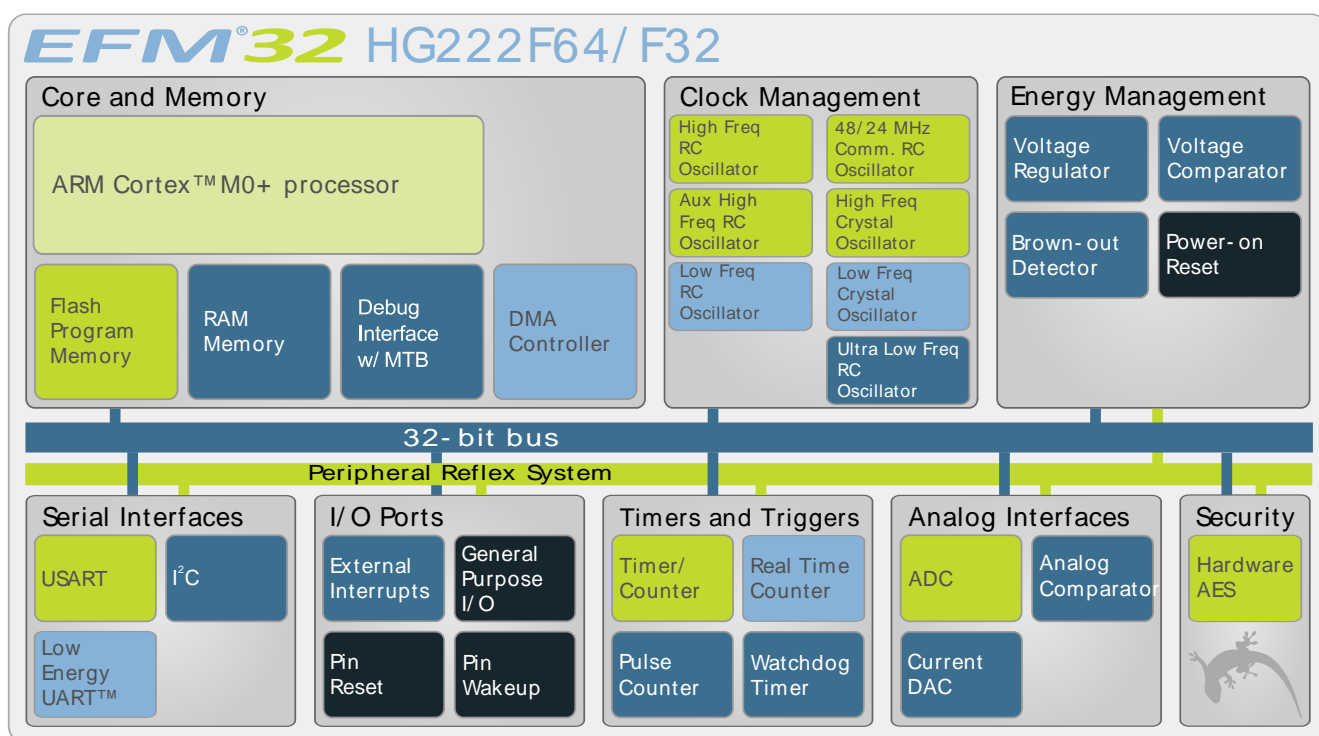 EFM®32 HG222F64/F32
Core and Memory
ARM Cortex™ M0+ processor
Flash
Program
Memory
RAM
Memory
Debug
Interface
w/ MTB
DMA
Controller
Clock Management
High Freq
RC
Oscillator
48/24 MHz
Comm. RC
Oscillator
Aux High
Freq RC
Oscillator
High Freq
Crystal
Oscillator
Low Freq
RC
Oscillator
Low Freq
Crystal
Oscillator
Ultra Low Freq
RC
Oscillator
Energy Management
Voltage
Regulator
Voltage
Comparator
Brown-out
Detector
Power-on
Reset
32-bit bus
Peripheral Reflex System
Serial Interfaces
USART
I²C
Low
Energy
UART™
I/O Ports
External
Interrupts
General
Purpose
I/O
Pin
Reset
Pin
Wakeup
Timers and Triggers
Timer/
Counter
Real Time
Counter
Pulse
Counter
Watchdog
Timer
Analog Interfaces
ADC
Analog
Comparator
Current
DAC
Security
Hardware
AES